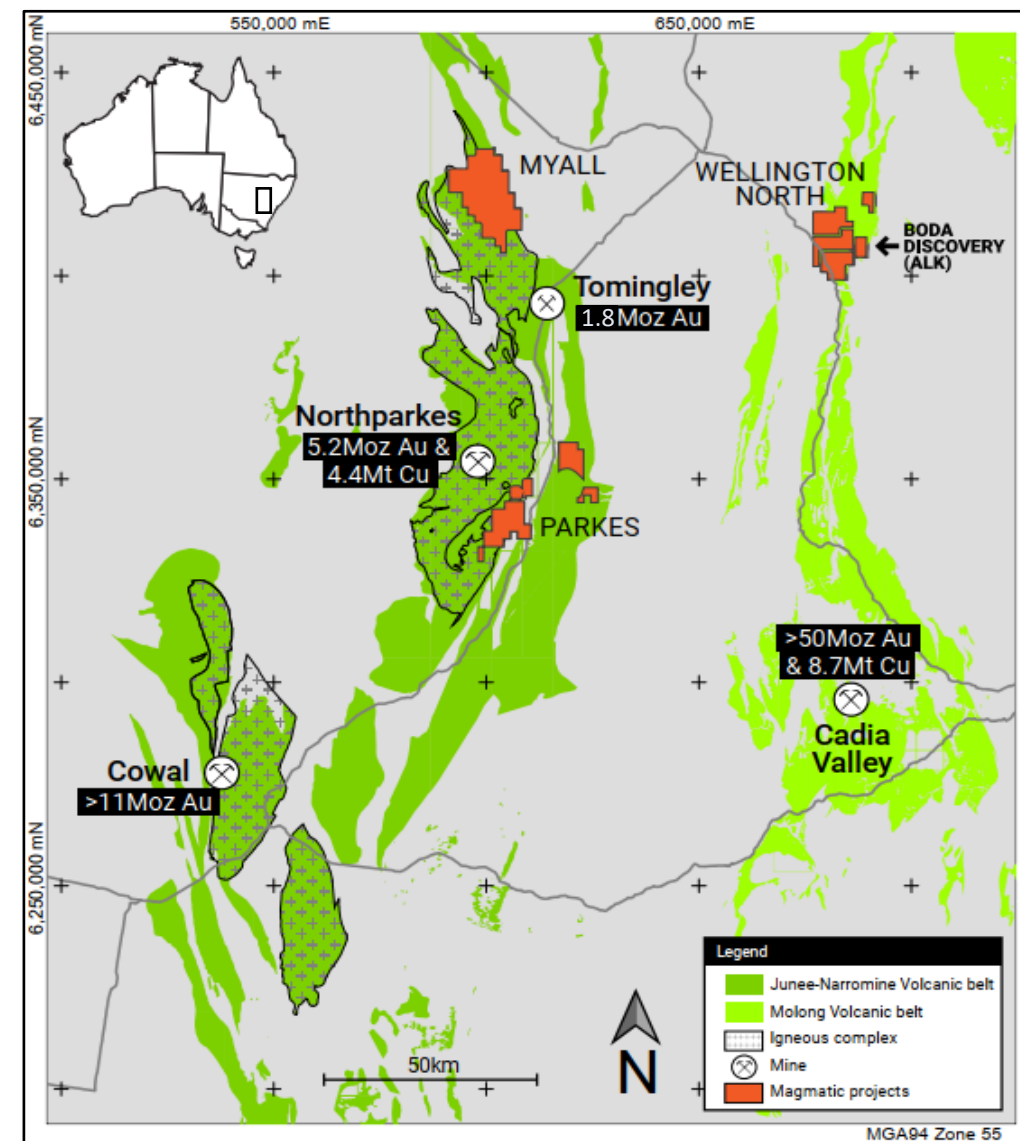 550,000 mE
650,000 mE
6,450,000 mN
6,350,000 mN
6,250,000 mN
MYALL
WELLINGTON
NORTH
BODA
DISCOVERY
(ALK)
Tomingley
1.8Moz Au
Northparkes
5.2Moz Au &
4.4Mt Cu
PARKES
>50Moz Au
& 8.7Mt Cu
Cadia
Valley
Cowal
>11Moz Au
50km
N
Legend
Junee-Narromine Volcanic belt
Molong Volcanic belt
Igneous complex
Mine
Magmatic projects
MGA94 Zone 55